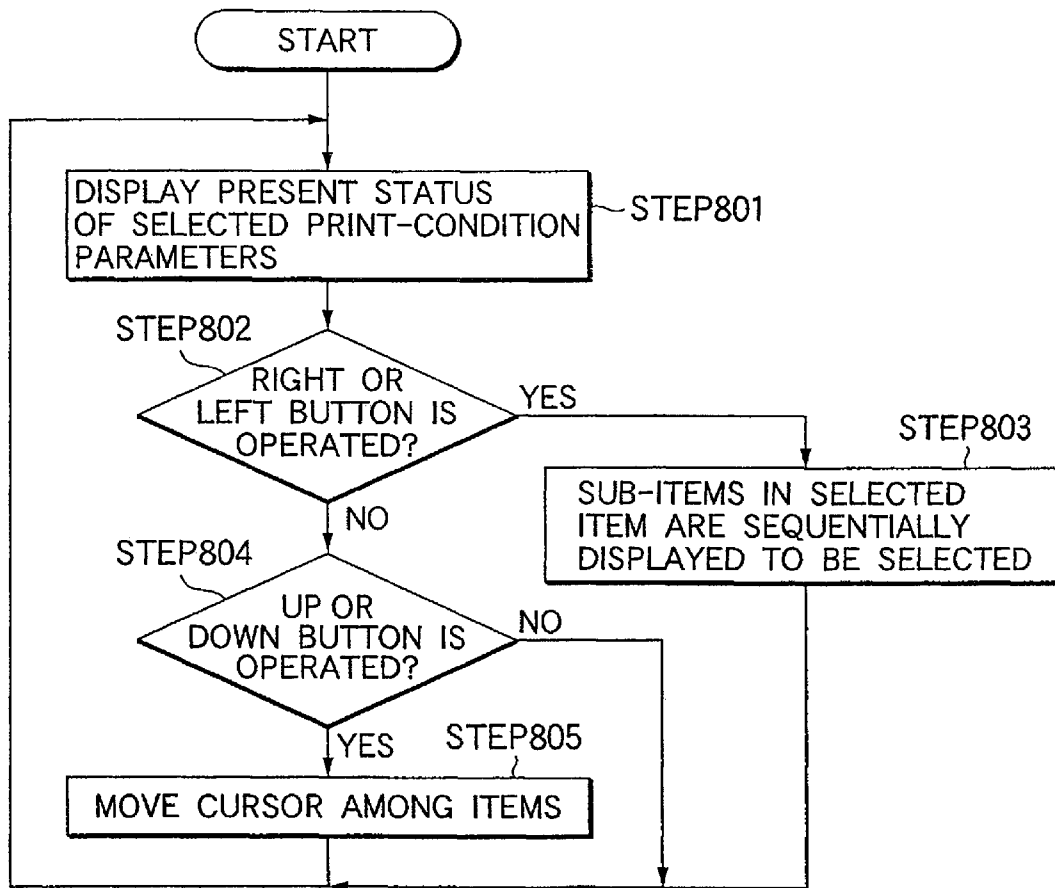 START
DISPLAY PRESENT STATUS
OF SELECTED PRINT-CONDITION
PARAMETERS
STEP801
STEP802
RIGHT OR
LEFT BUTTON IS
OPERATED?
YES
NO
STEP803
SUB-ITEMS IN SELECTED
ITEM ARE SEQUENTIALLY
DISPLAYED TO BE SELECTED
STEP804
UP OR
DOWN BUTTON IS
OPERATED?
NO
YES
STEP805
MOVE CURSOR AMONG ITEMS